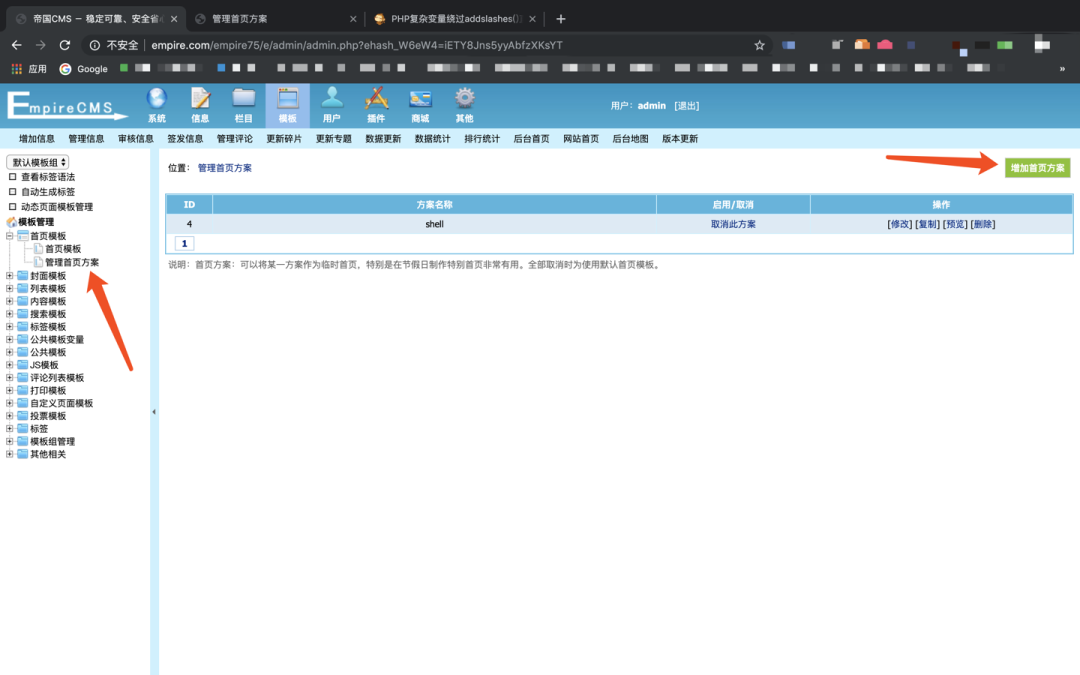 帝国CMS － 稳定可靠、安全省
管理首页方案
PHP复杂变量绕过addslashes()
不安全
empire.com/empire75/e/admin/admin.php?ehash_W6eW4=iETY8Jns5yyAbfzXKsYT
应用
Google
»
EmpireCMS
系统
信息
栏目
模板
用户
插件
商城
其他
用户：admin [退出]
增加信息 管理信息 审核信息 签发信息 管理评论 更新碎片 更新专题 数据更新 数据统计 排行统计 后台首页 网站首页 后台地图 版本更新
默认模板组
查看标签语法
自动生成标签
动态页面模板管理
模板管理
首页模板
首页模板
管理首页方案
封面模板
列表模板
内容模板
搜索模板
标签模板
公共模板变量
公共模板
JS模板
评论列表模板
打印模板
自定义页面模板
投票模板
标签
模板组管理
其他相关
位置： 管理首页方案
增加首页方案
ID 方案名称 启用/取消 操作
4 shell 取消此方案 [修改] [复制] [预览] [删除]
1
说明：首页方案：可以将某一方案作为临时首页，特别是在节假日制作特别首页非常有用。全部取消时为使用默认首页模板。